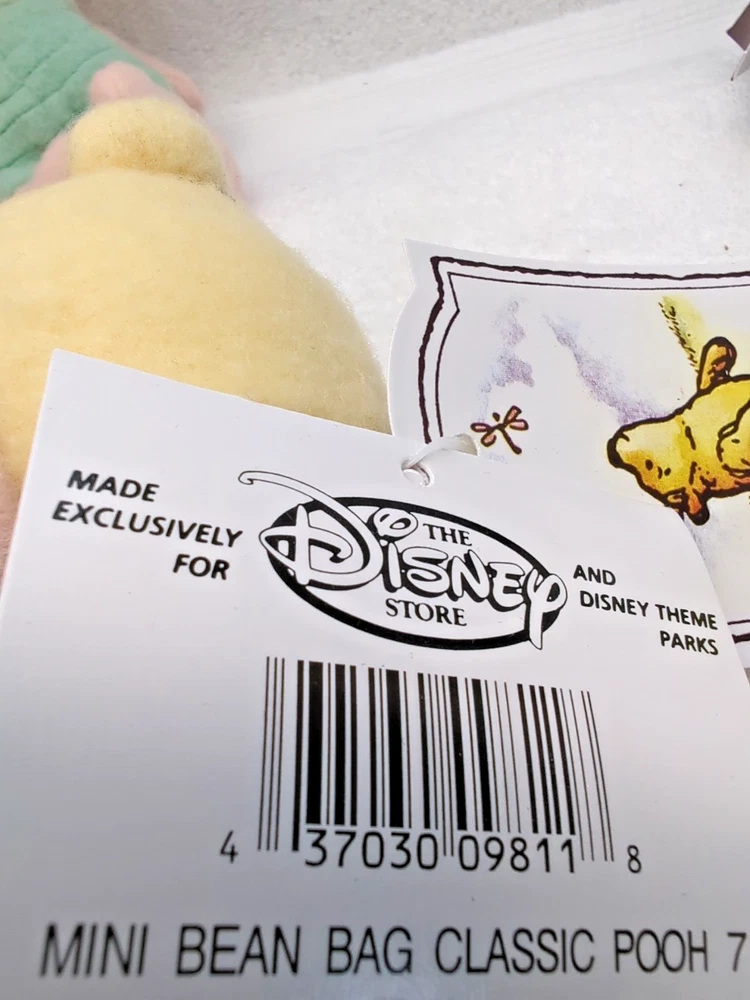 MADE
EXCLUSIVELY
FOR
THE
DISNEY
STORE
AND
DISNEY THEME
PARKS
4 37030 09811 8
MINI BEAN BAG CLASSIC POOH 7